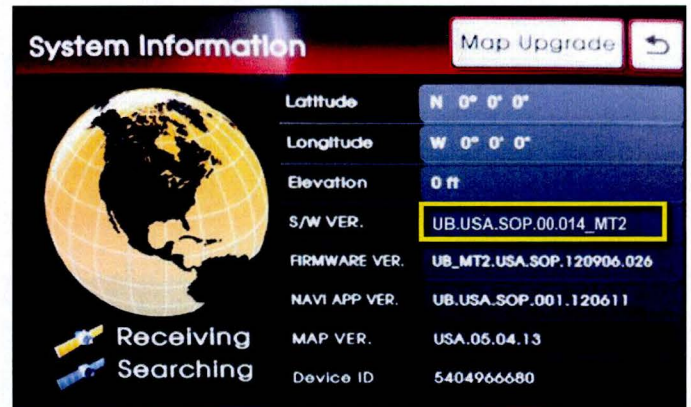 System Information
Map Upgrade
Latitude N 0° 0' 0"
Longitude W 0° 0' 0"
Elevation 0 ft
S/W VER. UB.USA.SOP.00.014_MT2
FIRMWARE VER. UB_MT2.USA.SOP.120906.026
NAVI APP VER. UB.USA.SOP.001.120611
Receiving MAP VER. USA.05.04.13
Searching Device ID 5404966680